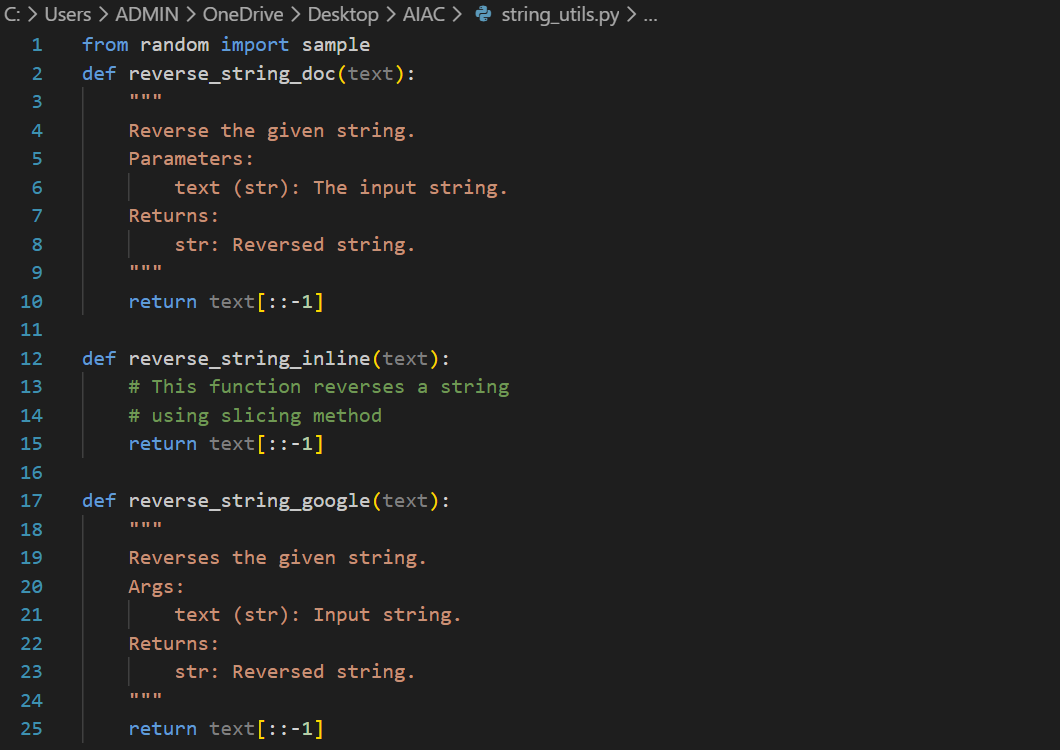 C: > Users > ADMIN > OneDrive > Desktop > AIAC > string_utils.py > ...
1 from random import sample
2 def reverse_string_doc(text):
3     """
4     Reverse the given string.
5     Parameters:
6         text (str): The input string.
7     Returns:
8         str: Reversed string.
9     """
10     return text[::-1]
11
12 def reverse_string_inline(text):
13     # This function reverses a string
14     # using slicing method
15     return text[::-1]
16
17 def reverse_string_google(text):
18     """
19     Reverses the given string.
20     Args:
21         text (str): Input string.
22     Returns:
23         str: Reversed string.
24     """
25     return text[::-1]